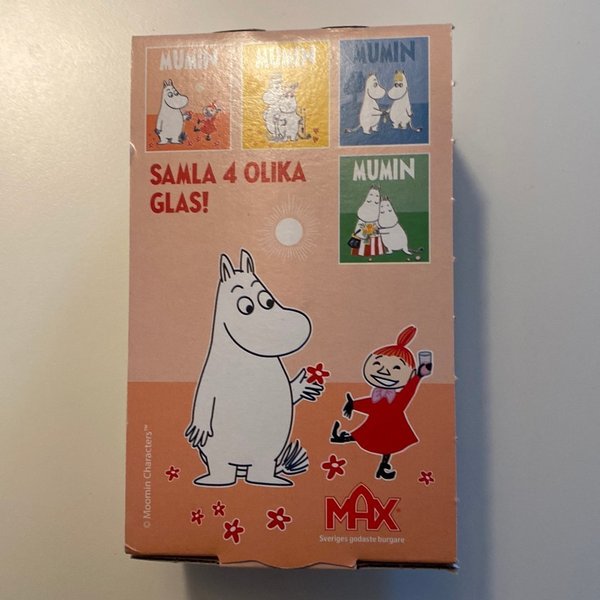 MUMIN
MUMIN
MUMIN
SAMLA 4 OLIKA
GLAS!
MUMIN
© Moomin Characters™
MAX®
Sveriges godaste burgare